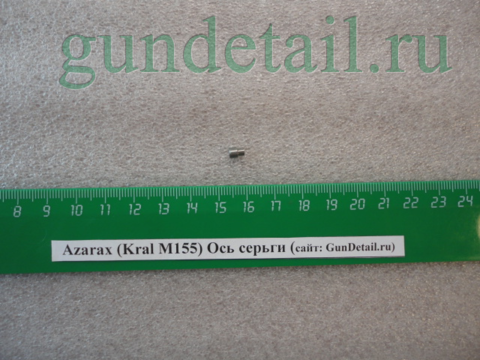 gundetail.ru
8 9 10 11 12 13 14 15 16 17 18 19 20 21 22 23 24
Azarax (Kral M155) Ось серьги (сайт: GunDetail.ru)